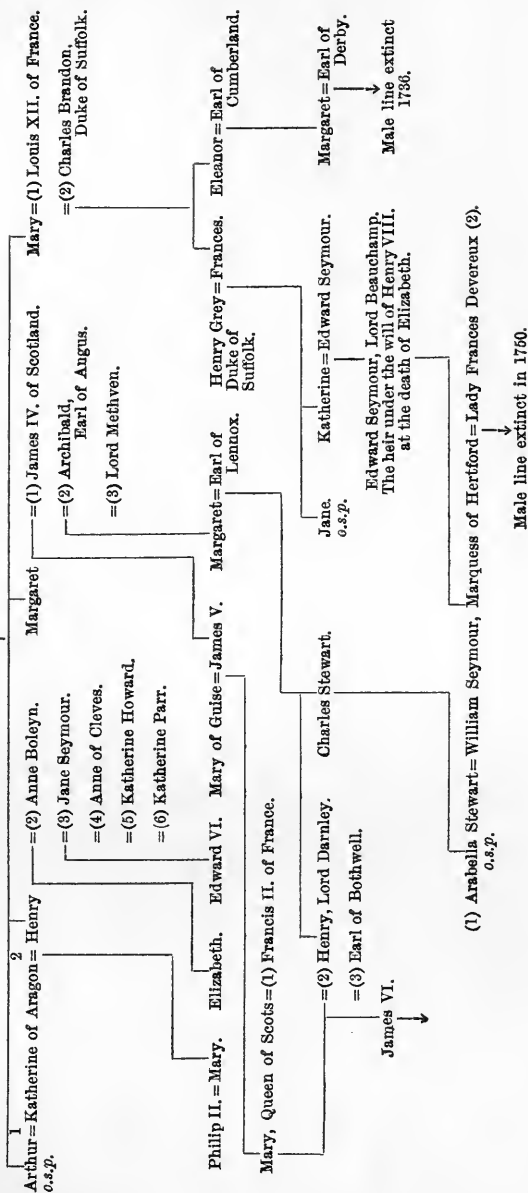 1 2
Arthur=Katherine of Aragon=Henry =(2) Anne Boleyn. Margaret =(1) James IV. of Scotland. Mary=(1) Louis XII. of France.
o.s.p. =(3) Jane Seymour. =(2) Archibald, =(2) Charles Brandon,
=(4) Anne of Cleves. Earl of Angus. Duke of Suffolk.
=(5) Katherine Howard. =(3) Lord Methven.
=(6) Katherine Parr.
Philip II.=Mary. Elizabeth. Edward VI. Mary of Guise=James V. Margaret=Earl of Henry Grey=Frances. Eleanor=Earl of
Lennox. Duke of Cumberland.
Suffolk.
Mary, Queen of Scots=(1) Francis II. of France.
=(2) Henry, Lord Darnley. Charles Stewart. Jane. Katherine=Edward Seymour. Margaret=Earl of
=(3) Earl of Bothwell. o.s.p. Derby.
James VI. Edward Seymour, Lord Beauchamp. Male line extinct
The heir under the will of Henry VIII. 1736.
at the death of Elizabeth.
(1) Arabella Stewart=William Seymour, Marquess of Hertford=Lady Frances Devereux (2).
o.s.p.
Male line extinct in 1750.